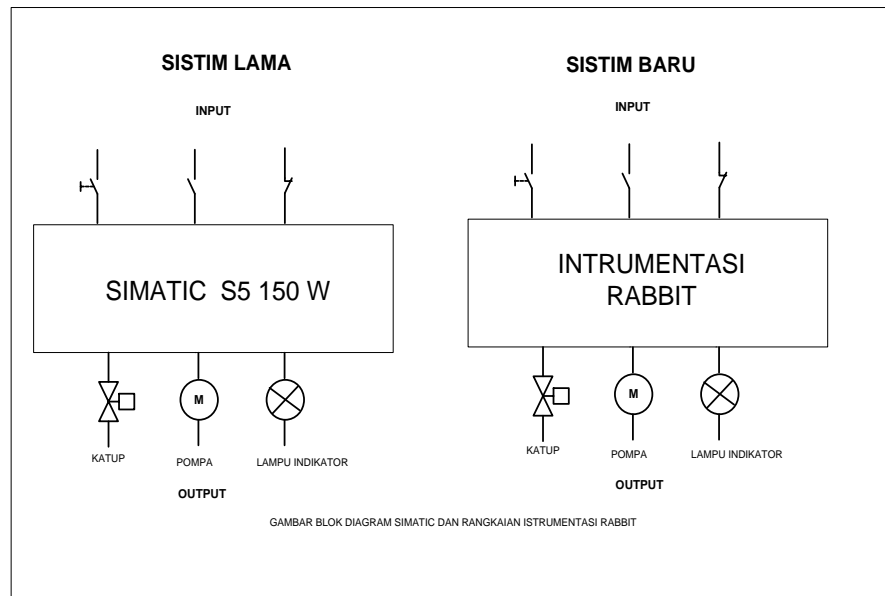 SISTIM LAMA
INPUT
SIMATIC S5 150 W
M
KATUP
POMPA
LAMPU INDIKATOR
OUTPUT
SISTIM BARU
INPUT
INTRUMENTASI
RABBIT
M
KATUP
POMPA
LAMPU INDIKATOR
OUTPUT
GAMBAR BLOK DIAGRAM SIMATIC DAN RANGKAIAN ISTRUMENTASI RABBIT